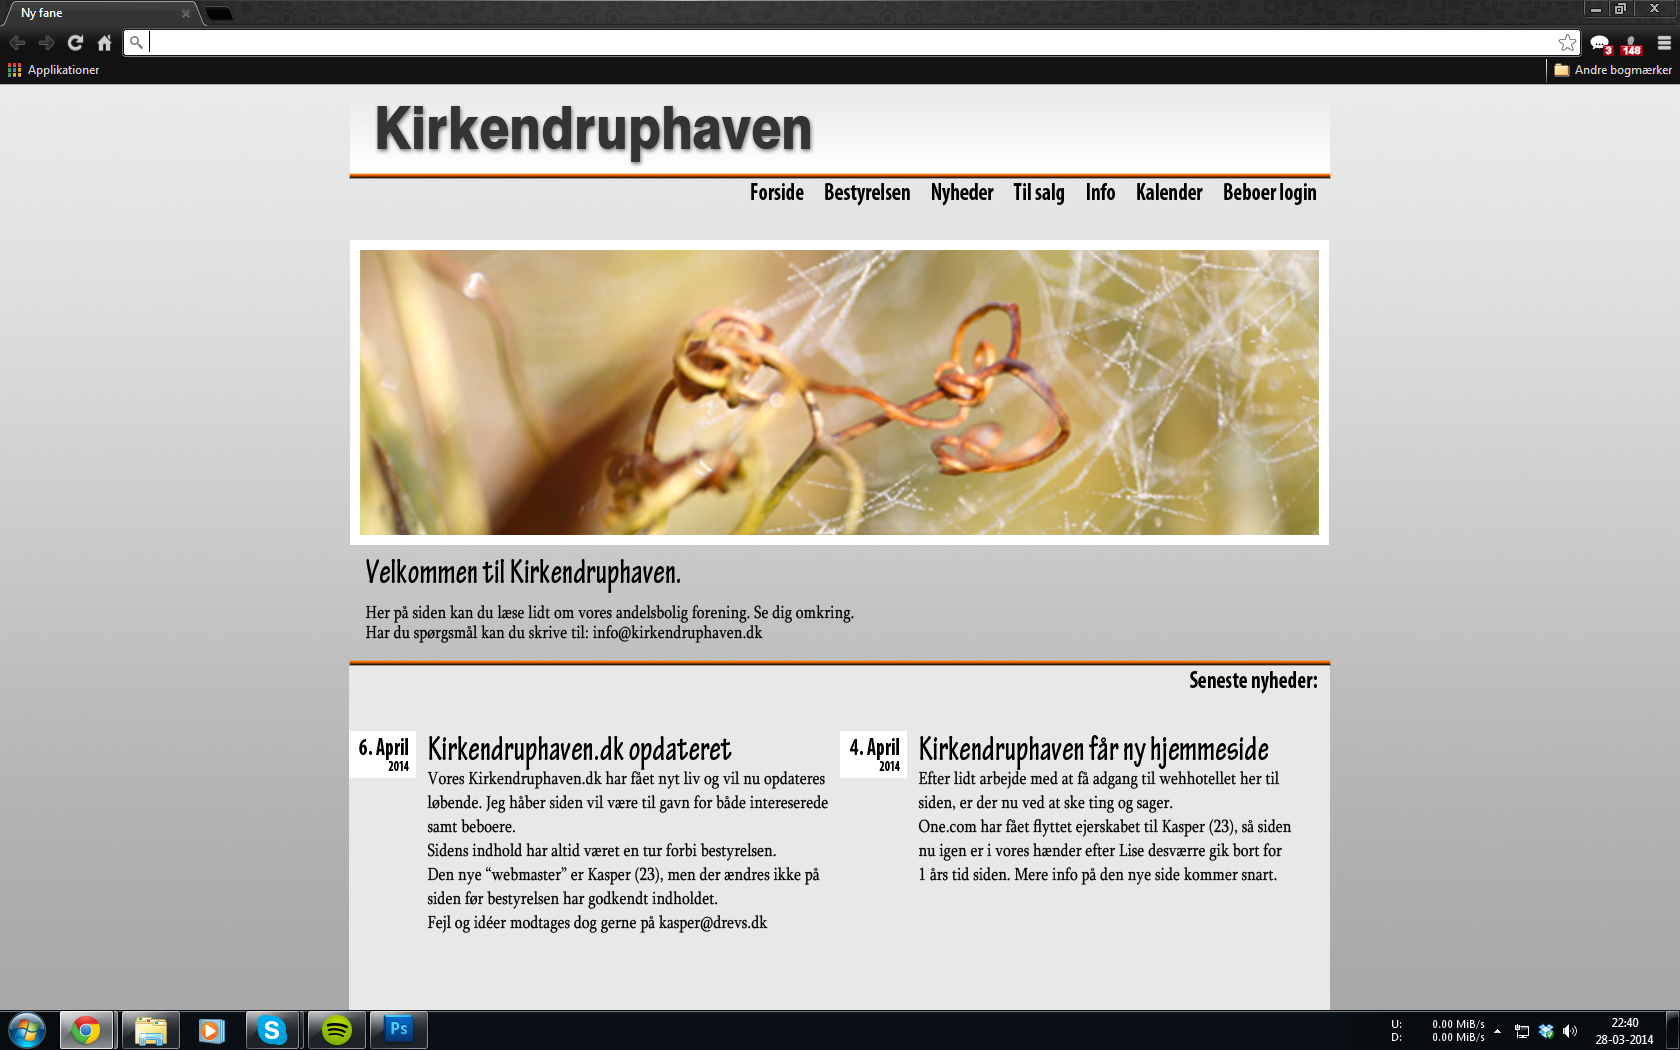 Ny fane
Applikationer
Andre bogmærker
3
148
Kirkendruphaven
Forside Bestyrelsen Nyheder Til salg Info Kalender Beboer login
Velkommen til Kirkendruphaven.
Her på siden kan du læse lidt om vores andelsbolig forening. Se dig omkring.
Har du spørgsmål kan du skrive til: info@kirkendruphaven.dk
Seneste nyheder:
6. April
2014
Kirkendruphaven.dk opdateret
Vores Kirkendruphaven.dk har fået nyt liv og vil nu opdateres
løbende. Jeg håber siden vil være til gavn for både intereserede
samt beboere.
Sidens indhold har altid været en tur forbi bestyrelsen.
Den nye “webmaster” er Kasper (23), men der ændres ikke på
siden før bestyrelsen har godkendt indholdet.
Fejl og idéer modtages dog gerne på kasper@drevs.dk
4. April
2014
Kirkendruphaven får ny hjemmeside
Efter lidt arbejde med at få adgang til wehhotellet her til
siden, er der nu ved at ske ting og sager.
One.com har fået flyttet ejerskabet til Kasper (23), så siden
nu igen er i vores hænder efter Lise desværre gik bort for
1 års tid siden. Mere info på den nye side kommer snart.
Ps
U: 0.00 MiB/s
D: 0.00 MiB/s
22:40
28-03-2014